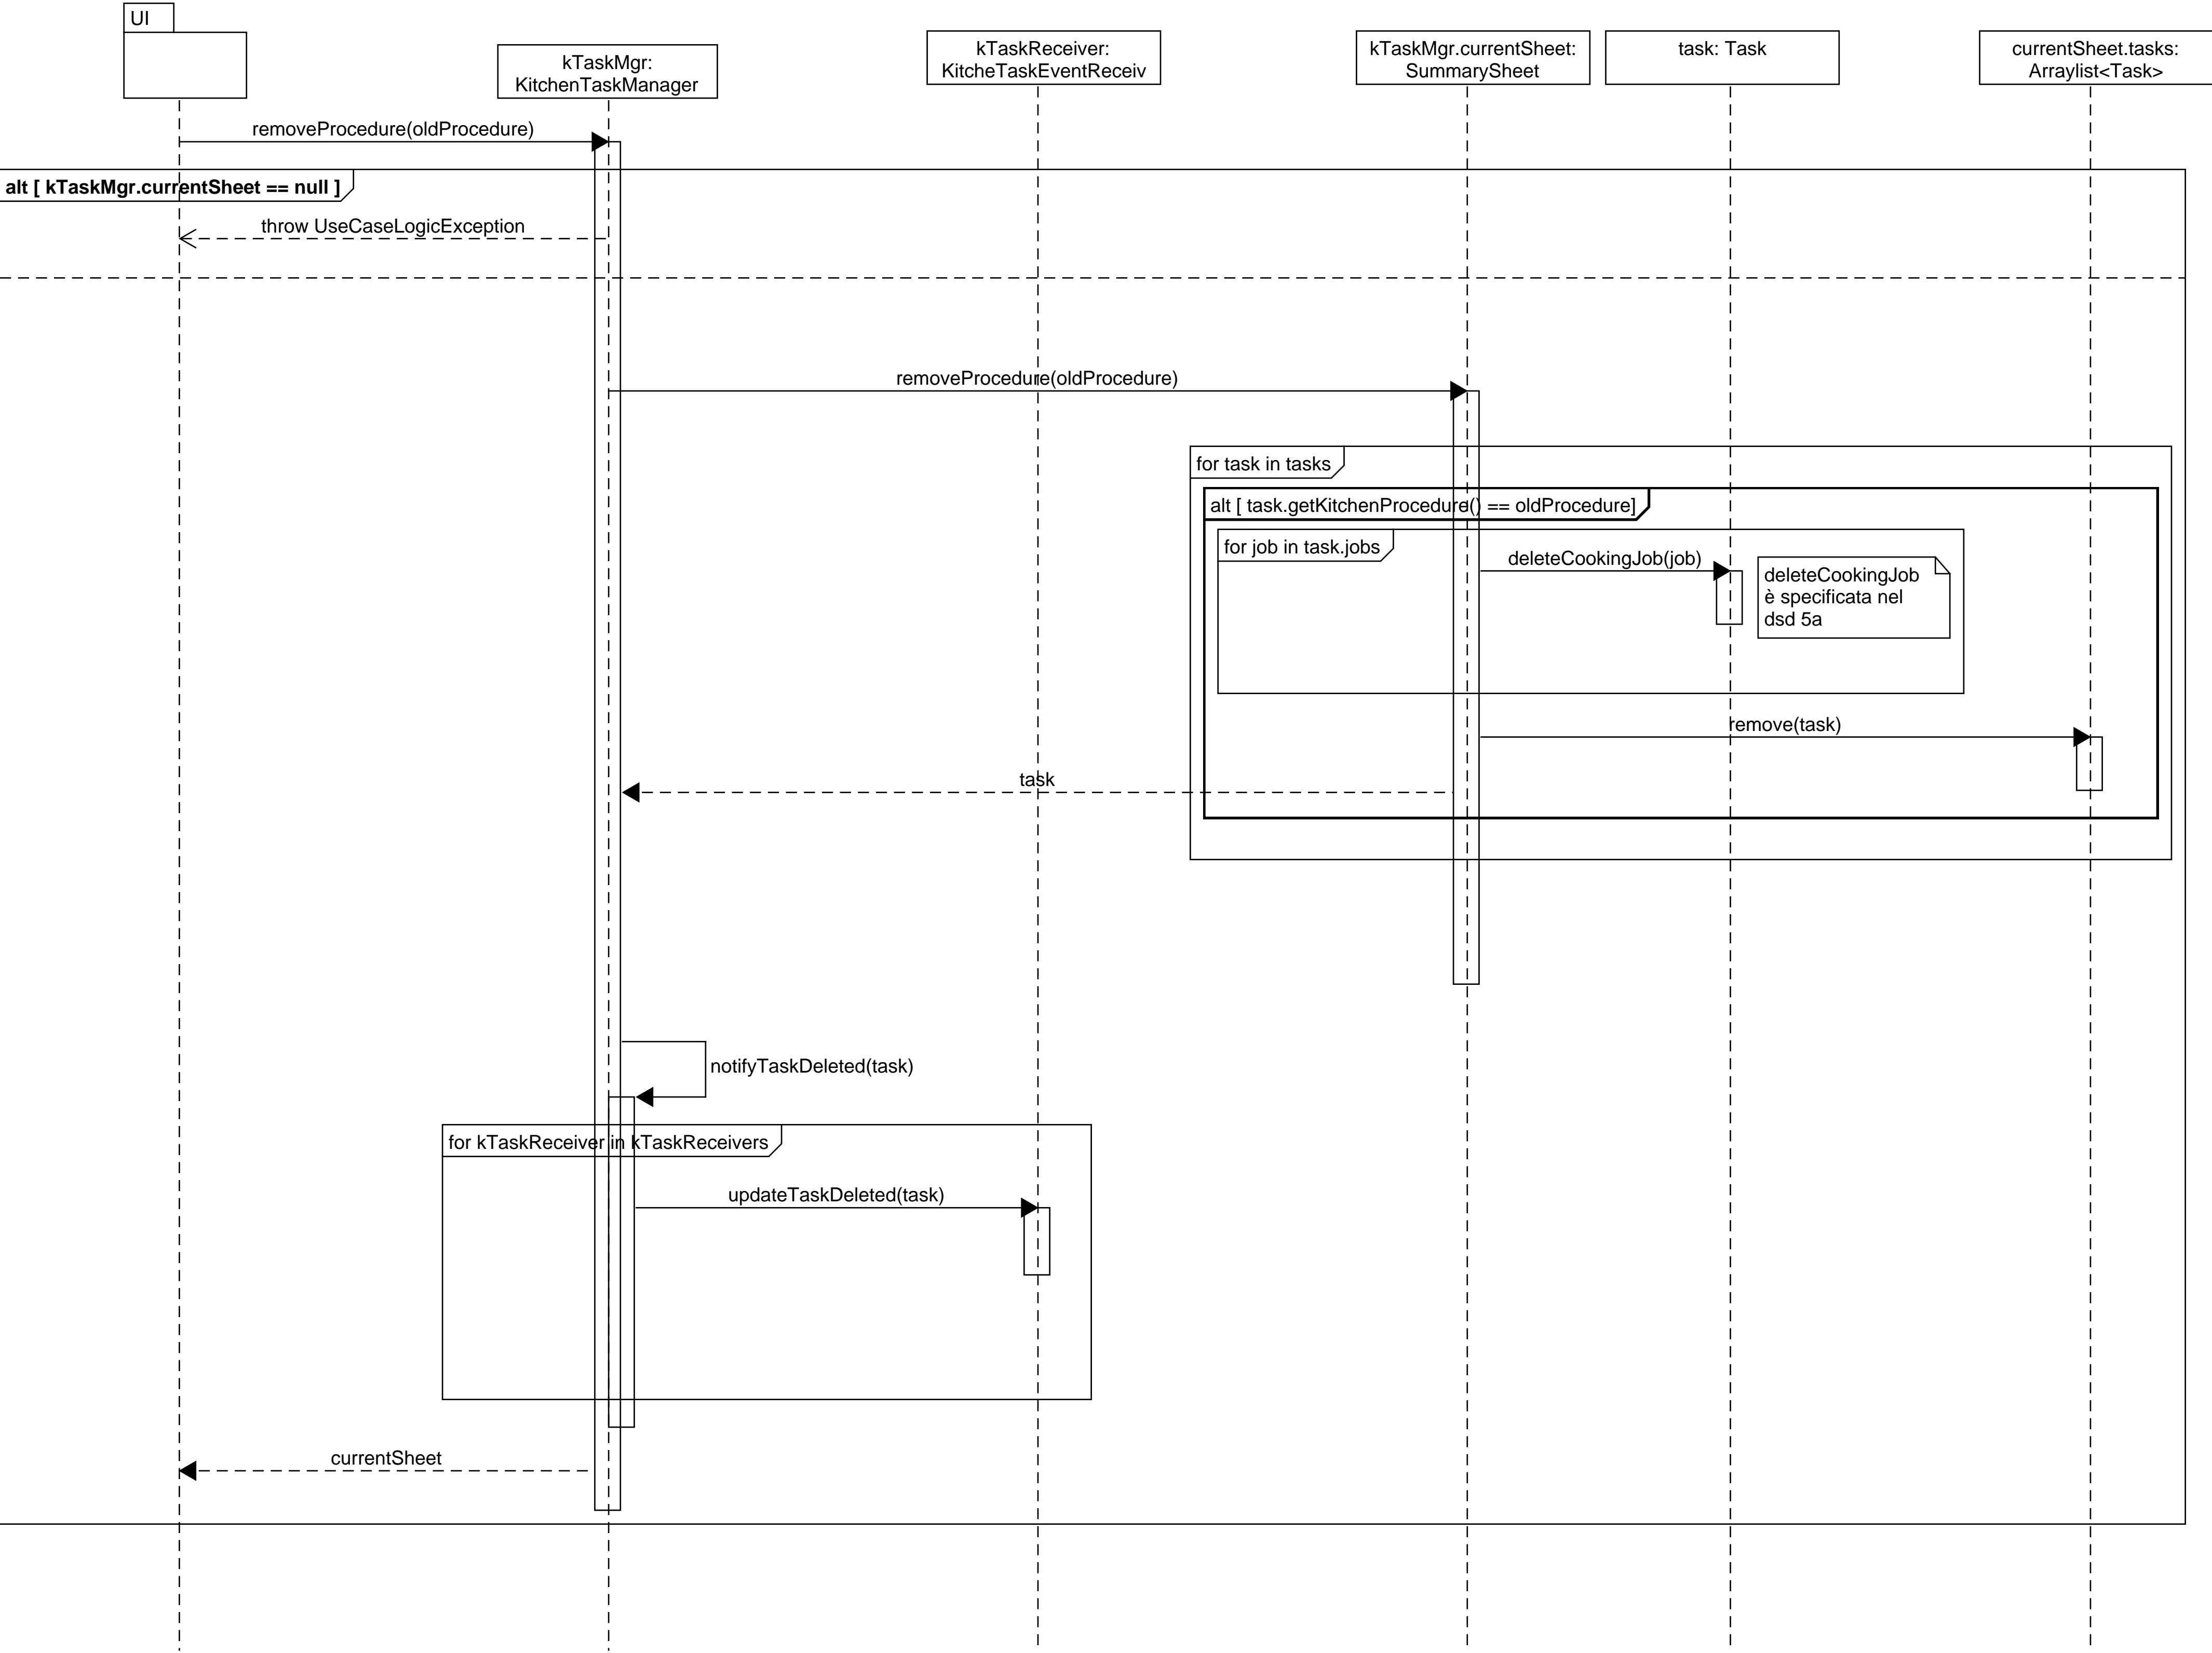 UI
kTaskMgr:
KitchenTaskManager
kTaskReceiver:
KitcheTaskEventReceiv
kTaskMgr.currentSheet:
SummarySheet
task: Task
currentSheet.tasks:
Arraylist<Task>
removeProcedure(oldProcedure)
alt [ kTaskMgr.currentSheet == null ]
throw UseCaseLogicException
removeProcedure(oldProcedure)
for task in tasks
alt [ task.getKitchenProcedure() == oldProcedure]
for job in task.jobs
deleteCookingJob(job)
deleteCookingJob
è specificata nel
dsd 5a
remove(task)
task
notifyTaskDeleted(task)
for kTaskReceiver in kTaskReceivers
updateTaskDeleted(task)
currentSheet